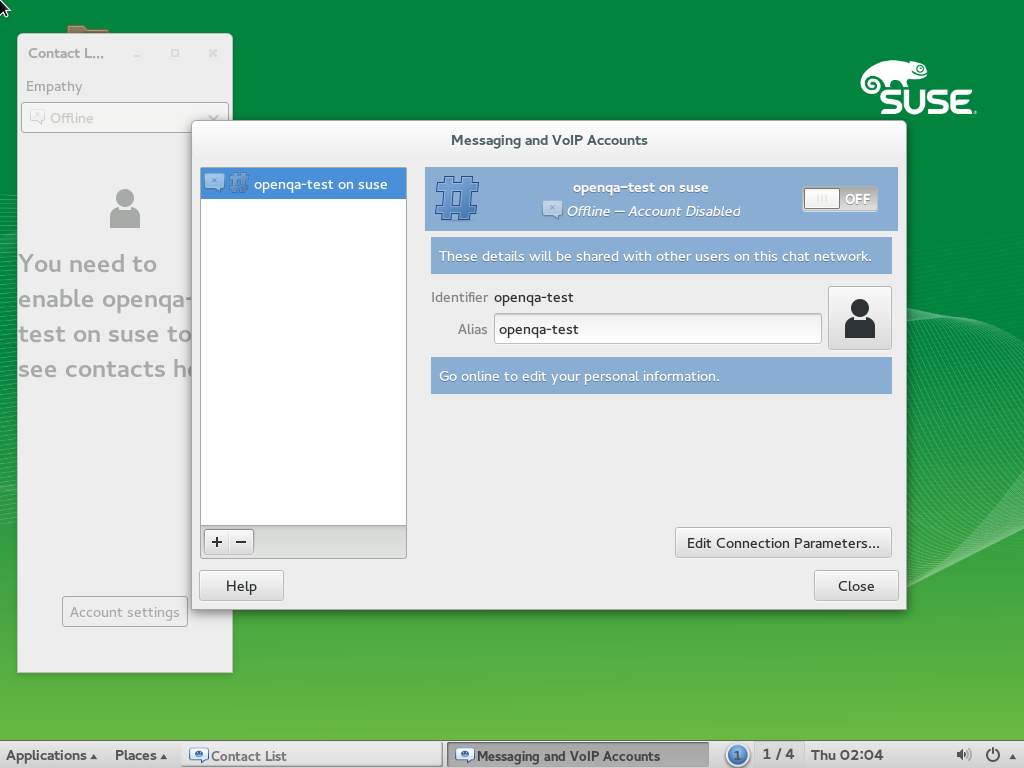 Contact L...
Empathy
Offline
You need to
enable openqa-
test on suse to
see contacts he
Account settings
SUSE
Messaging and VoIP Accounts
openqa-test on suse
openqa-test on suse
Offline — Account Disabled
OFF
These details will be shared with other users on this chat network.
Identifier openqa-test
Alias openqa-test
Go online to edit your personal information.
+ −
Edit Connection Parameters...
Help
Close
Applications Places Contact List Messaging and VoIP Accounts 1 1 / 4 Thu 02:04